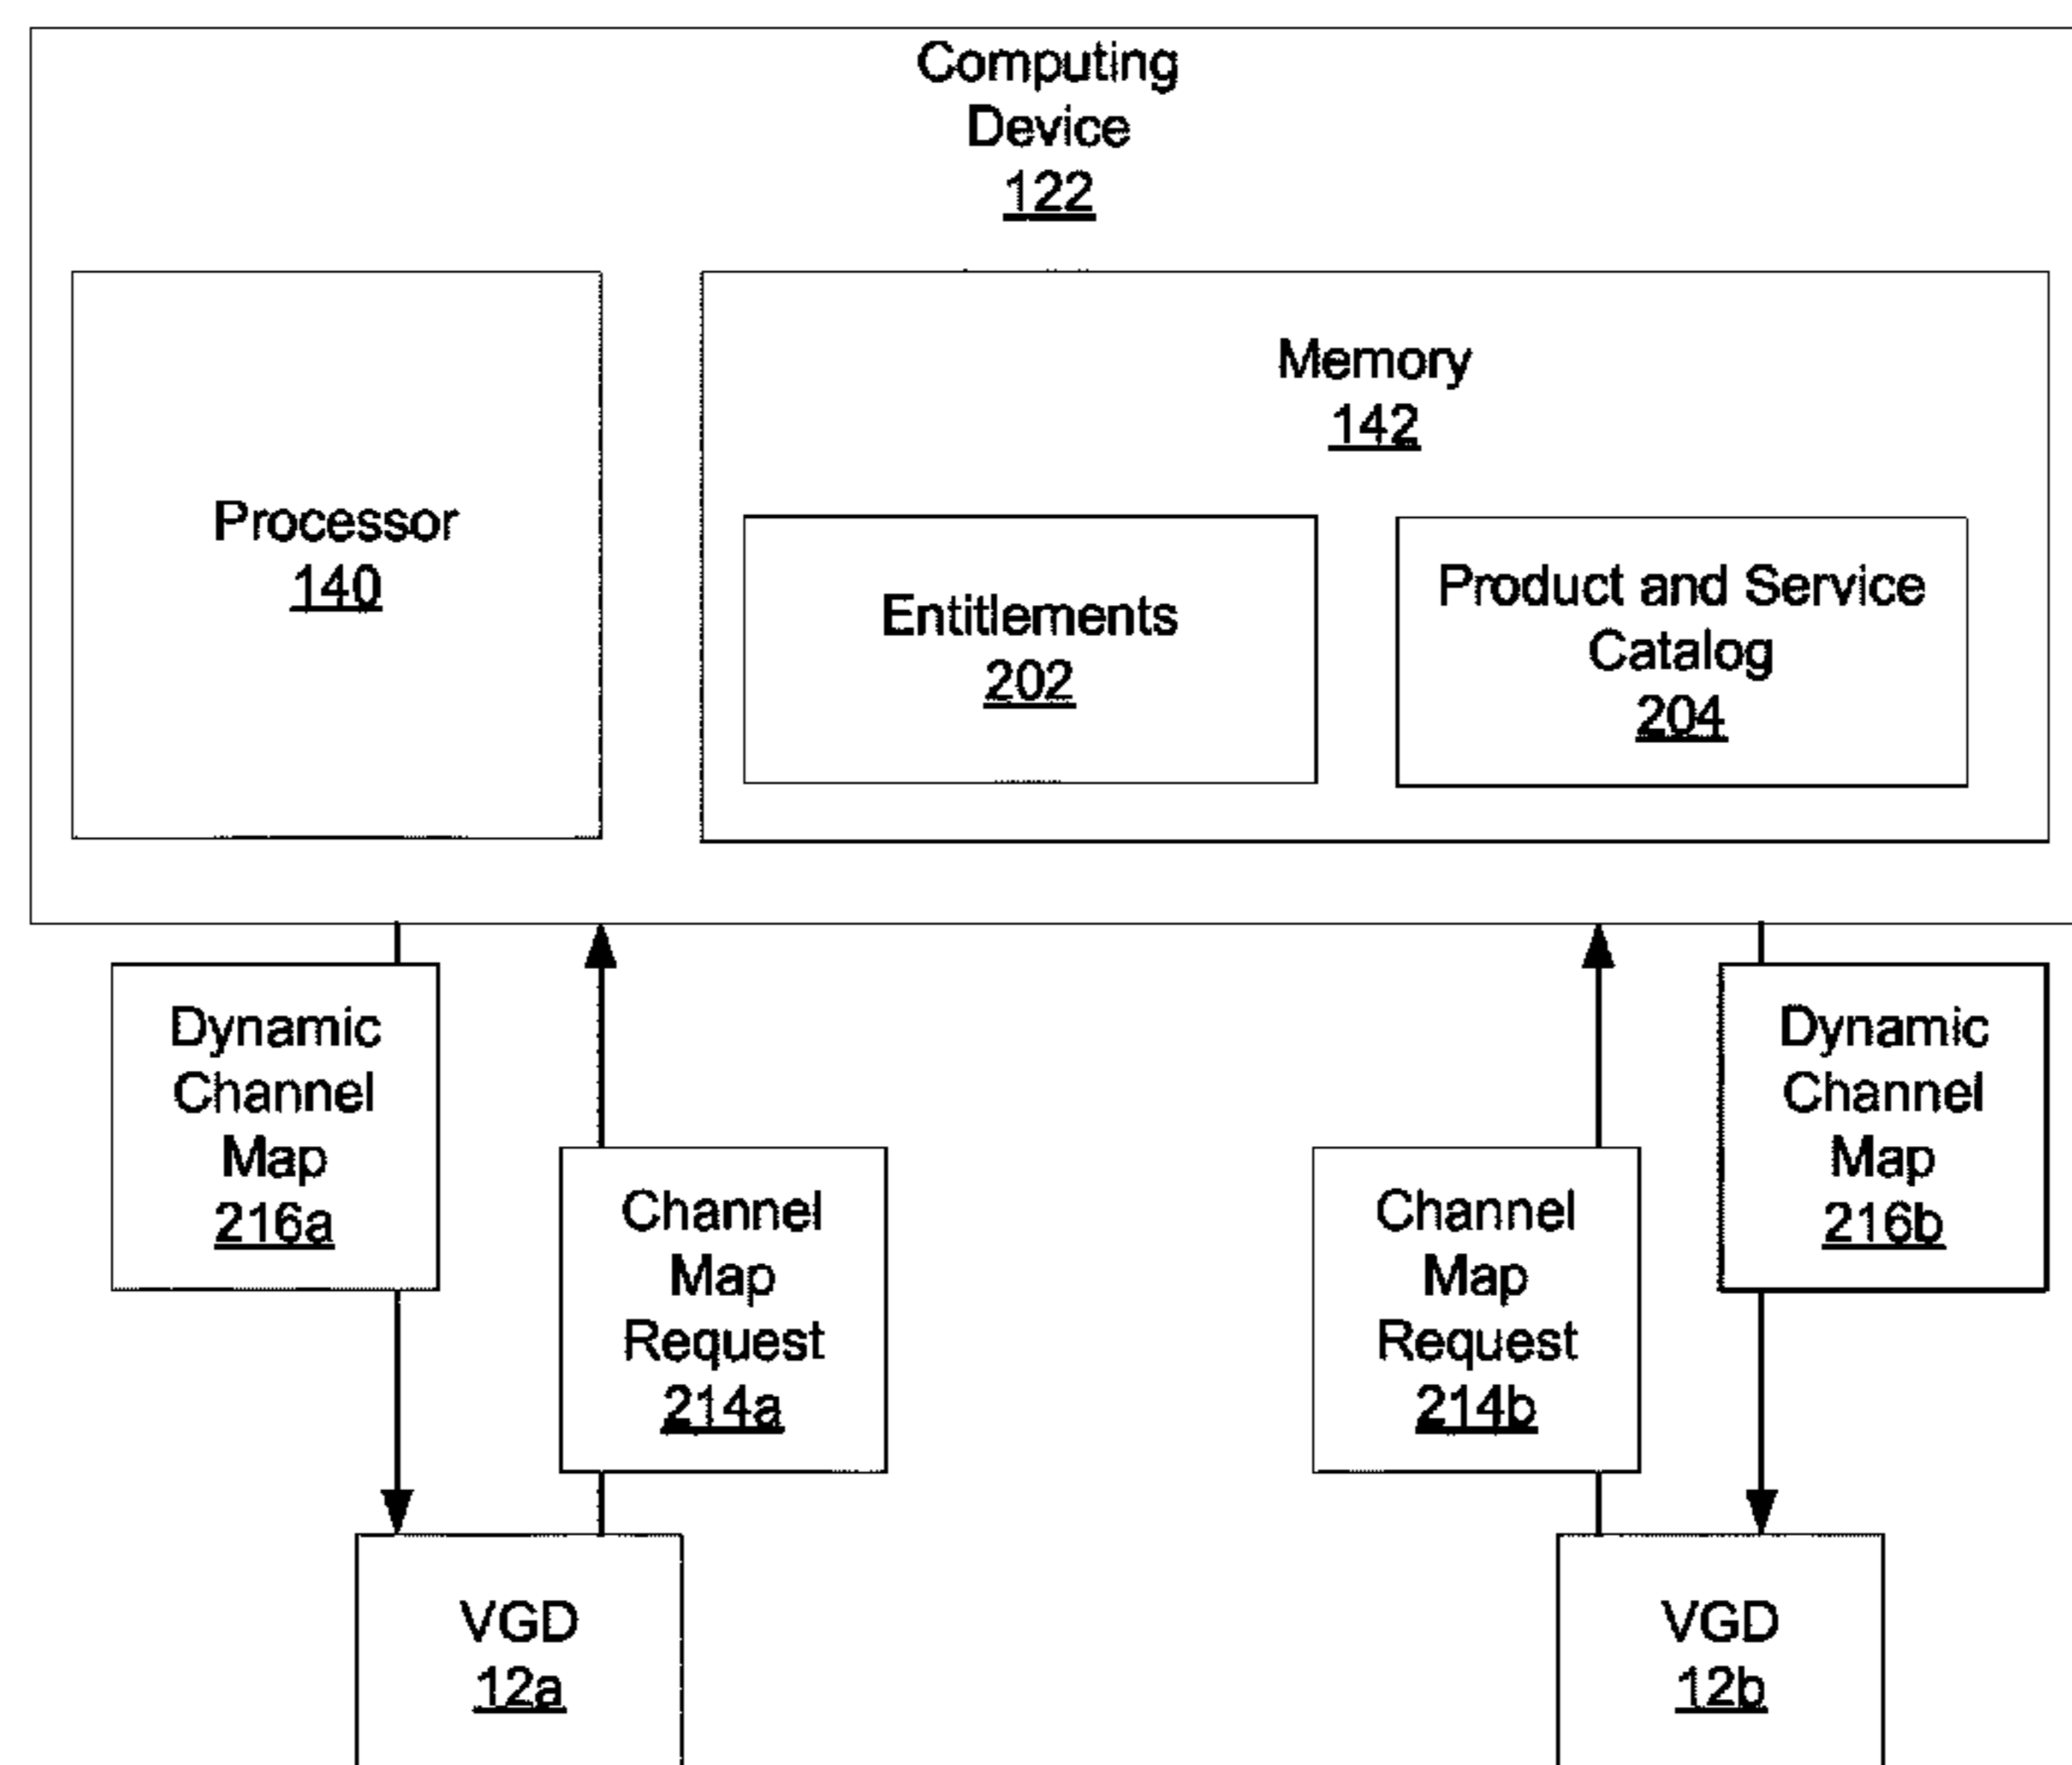 Computing
Device
122
Processor
140
Memory
142
Entitlements
202
Product and Service
Catalog
204
Dynamic
Channel
Map
216a
Channel
Map
Request
214a
Channel
Map
Request
214b
Dynamic
Channel
Map
216b
VGD
12a
VGD
12b